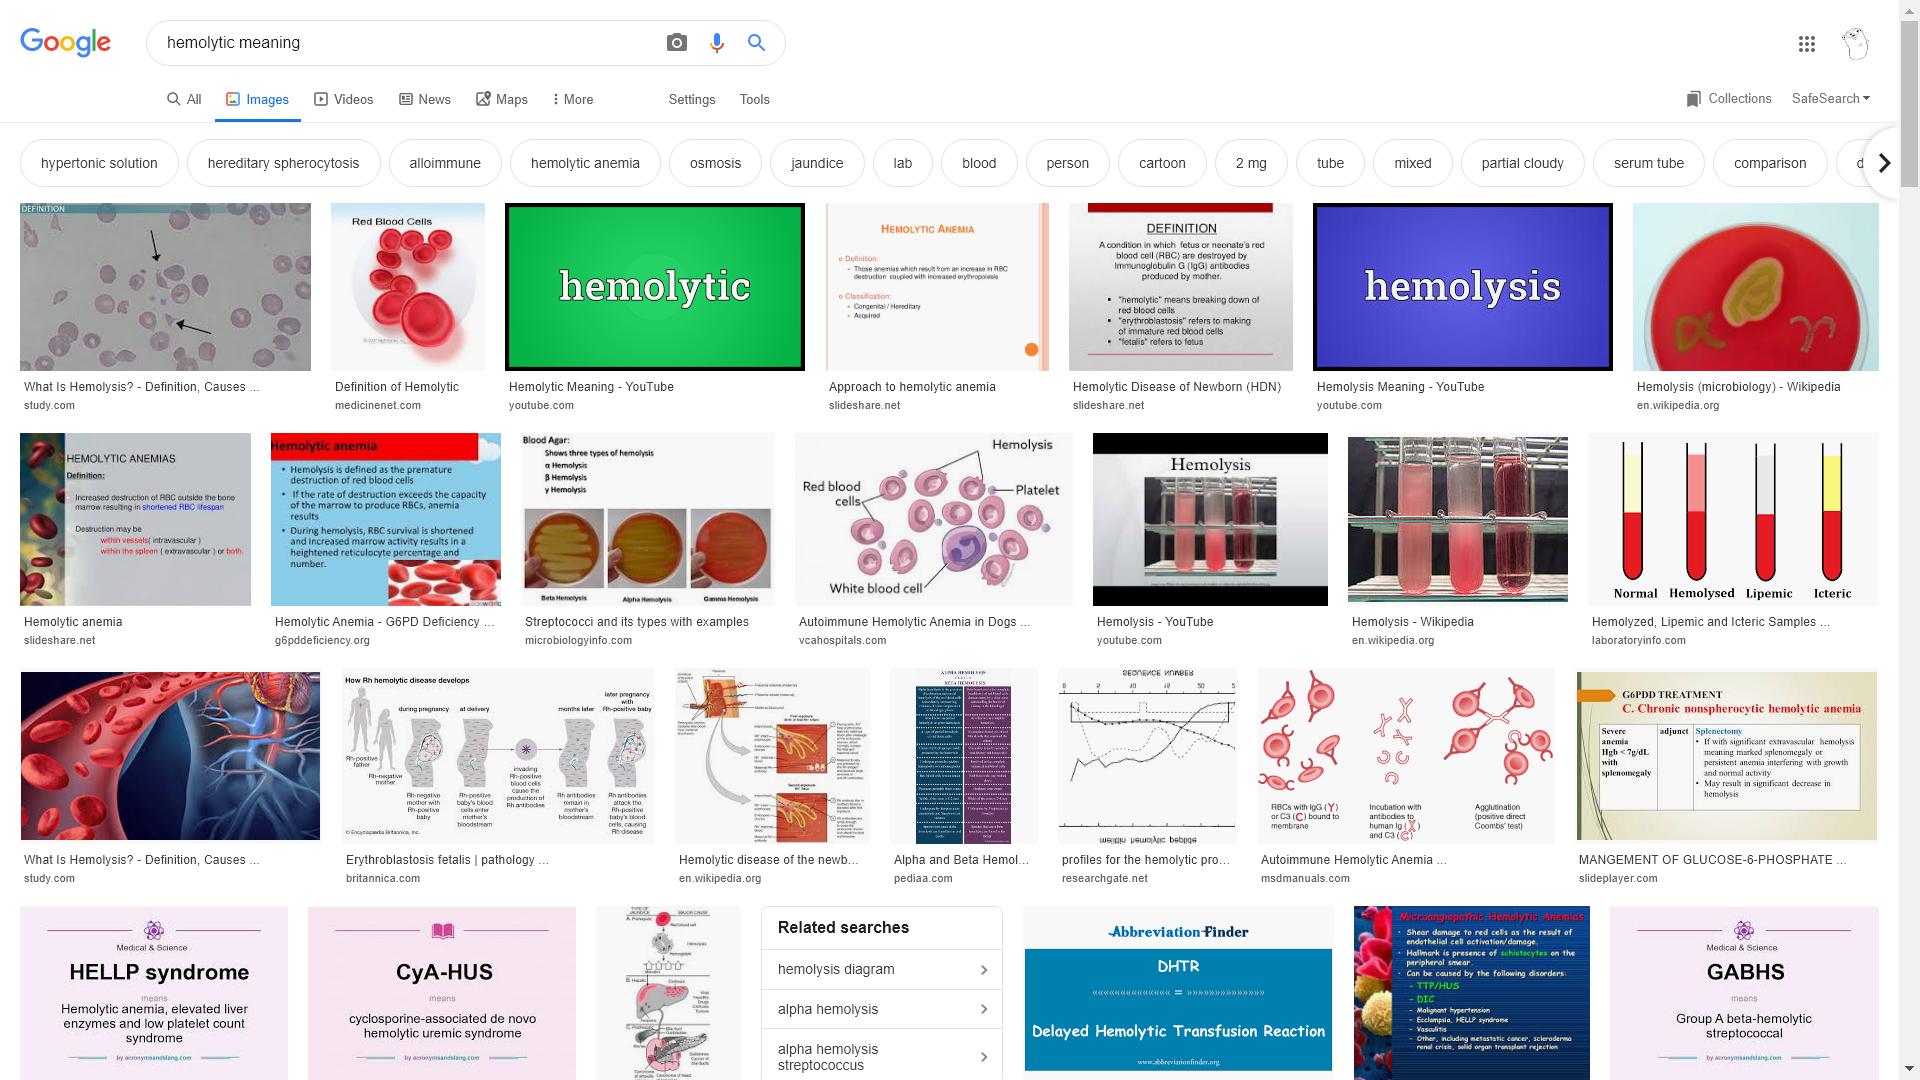 Google
hemolytic meaning
All
Images
Videos
News
Maps
More
Settings
Tools
Collections
SafeSearch
hypertonic solution
hereditary spherocytosis
alloimmune
hemolytic anemia
osmosis
jaundice
lab
blood
person
cartoon
2 mg
tube
mixed
partial cloudy
serum tube
comparison
d
DEFINITION
What Is Hemolysis? - Definition, Causes ...
study.com
Red Blood Cells
Definition of Hemolytic
medicinenet.com
hemolytic
Hemolytic Meaning - YouTube
youtube.com
HEMOLYTIC ANEMIA
Definition:
Those anemias which result from an increase in RBC
destruction coupled with increased erythropoiesis
Classification:
Congenital / Hereditary
Acquired
Approach to hemolytic anemia
slideshare.net
DEFINITION
A condition in which fetus or neonate's red
blood cell (RBC) are destroyed by
Immunoglobulin G (IgG) antibodies
produced by mother.
• "hemolytic" means breaking down of
red blood cells
• "erythroblastosis" refers to making
of immature red blood cells
• "fetalis" refers to fetus
Hemolytic Disease of Newborn (HDN)
slideshare.net
hemolysis
Hemolysis Meaning - YouTube
youtube.com
α β γ
Hemolysis (microbiology) - Wikipedia
en.wikipedia.org
HEMOLYTIC ANEMIAS
Definition:
Increased destruction of RBC outside the bone
marrow resulting in shortened RBC lifespan
Destruction may be
within vessels( intravascular )
within the spleen ( extravascular ) or both.
Hemolytic anemia
slideshare.net
Hemolytic anemia
• Hemolysis is defined as the premature
destruction of red blood cells
• If the rate of destruction exceeds the capacity
of the marrow to produce RBCs, anemia
results
• During hemolysis, RBC survival is shortened
and increased marrow activity results in a
heightened reticulocyte percentage and
number.
Hemolytic Anemia - G6PD Deficiency ...
g6pddeficiency.org
Blood Agar:
Shows three types of hemolysis
α Hemolysis
β Hemolysis
γ Hemolysis
Beta Hemolysis
Alpha Hemolysis
Gamma Hemolysis
Streptococci and its types with examples
microbiologyinfo.com
Hemolysis
Red blood
cells
Platelet
White blood cell
Autoimmune Hemolytic Anemia in Dogs ...
vcahospitals.com
Hemolysis
Hemolysis - YouTube
youtube.com
Hemolysis - Wikipedia
en.wikipedia.org
Normal Hemolysed Lipemic Icteric
Hemolyzed, Lipemic and Icteric Samples ...
laboratoryinfo.com
What Is Hemolysis? - Definition, Causes ...
study.com
How Rh hemolytic disease develops
during pregnancy
at delivery
months later
later pregnancy
with
Rh-positive baby
Rh-positive
father
Rh-negative
mother
Rh-negative
mother with
Rh-positive
baby
Rh-positive
baby's blood
cells enter
mother's
bloodstream
invading
Rh-positive
blood cells
cause the
production of
Rh antibodies
Rh antibodies
remain in
mother's
bloodstream
Rh antibodies
attack the
Rh-positive
baby's blood
cells, causing
Rh disease
© Encyclopædia Britannica, Inc.
Erythroblastosis fetalis | pathology ...
britannica.com
Hemolytic disease of the newb...
en.wikipedia.org
ALPHA HEMOLYSIS
BETA HEMOLYSIS
Alpha and Beta Hemol...
pediaa.com
SEQUENCE NUMBER
0 5 10 15 20
melittin hemolytic peptide
profiles for the hemolytic pro...
researchgate.net
RBCs with IgG (Y)
or C3 (C) bound to
membrane
Incubation with
antibodies to
human Ig
and C3
Agglutination
(positive direct
Coombs' test)
Autoimmune Hemolytic Anemia ...
msdmanuals.com
G6PDD TREATMENT
C. Chronic nonspherocytic hemolytic anemia
Severe
anemia
Hgb < 7g/dL
with
splenomegaly
adjunct
Splenectomy
• If with significant extravascular hemolysis
meaning marked splenomegaly or
persistent anemia interfering with growth
and normal activity
• May result in significant decrease in
hemolysis
MANGEMENT OF GLUCOSE-6-PHOSPHATE ...
slideplayer.com
Medical & Science
HELLP syndrome
means
Hemolytic anemia, elevated liver
enzymes and low platelet count
syndrome
by acronymsandslang.com
CyA-HUS
means
cyclosporine-associated de novo
hemolytic uremic syndrome
by acronymsandslang.com
TYPE OF
JAUNDICE
MAJOR CAUSE
Related searches
hemolysis diagram
alpha hemolysis
alpha hemolysis
streptococcus
Abbreviation Finder
DHTR
=
Delayed Hemolytic Transfusion Reaction
www.abbreviationfinder.org
Microangiopathic Hemolytic Anemias
• Shear damage to red cells as the result of
endothelial cell activation/damage.
• Hallmark is presence of schistocytes on the
peripheral smear.
• Can be caused by the following disorders:
– TTP/HUS
– DIC
– Malignant hypertension
– Eclampsia, HELLP syndrome
– Vasculitis
– Other, including metastatic cancer, scleroderma
renal crisis, solid organ transplant rejection
Medical & Science
GABHS
means
Group A beta-hemolytic
streptococcal
by acronymsandslang.com